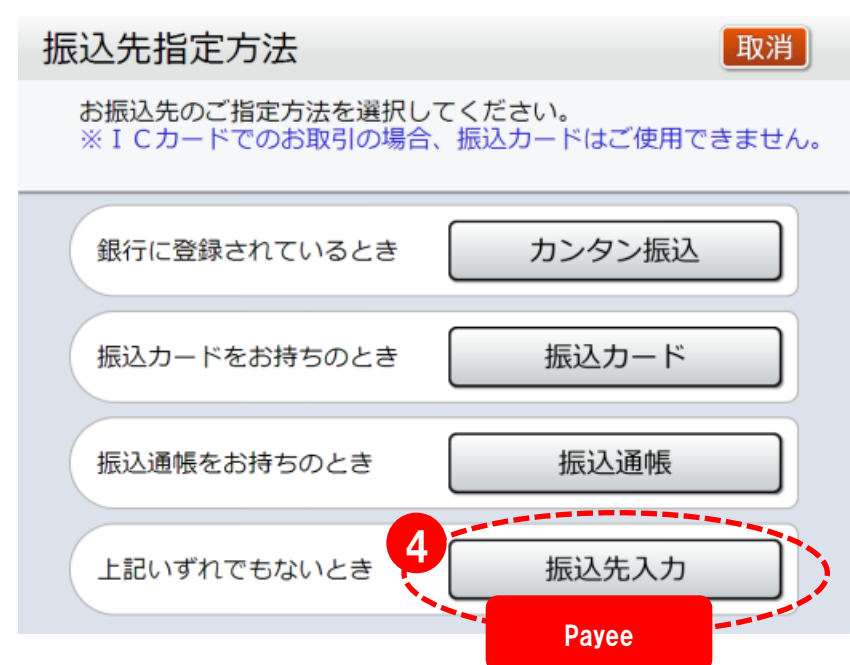 振込先指定方法
取消
お振込先のご指定方法を選択してください。
※ＩＣカードでのお取引の場合、振込カードはご使用できません。
銀行に登録されているとき
カンタン振込
振込カードをお持ちのとき
振込カード
振込通帳をお持ちのとき
振込通帳
4
上記いずれでもないとき
振込先入力
Payee